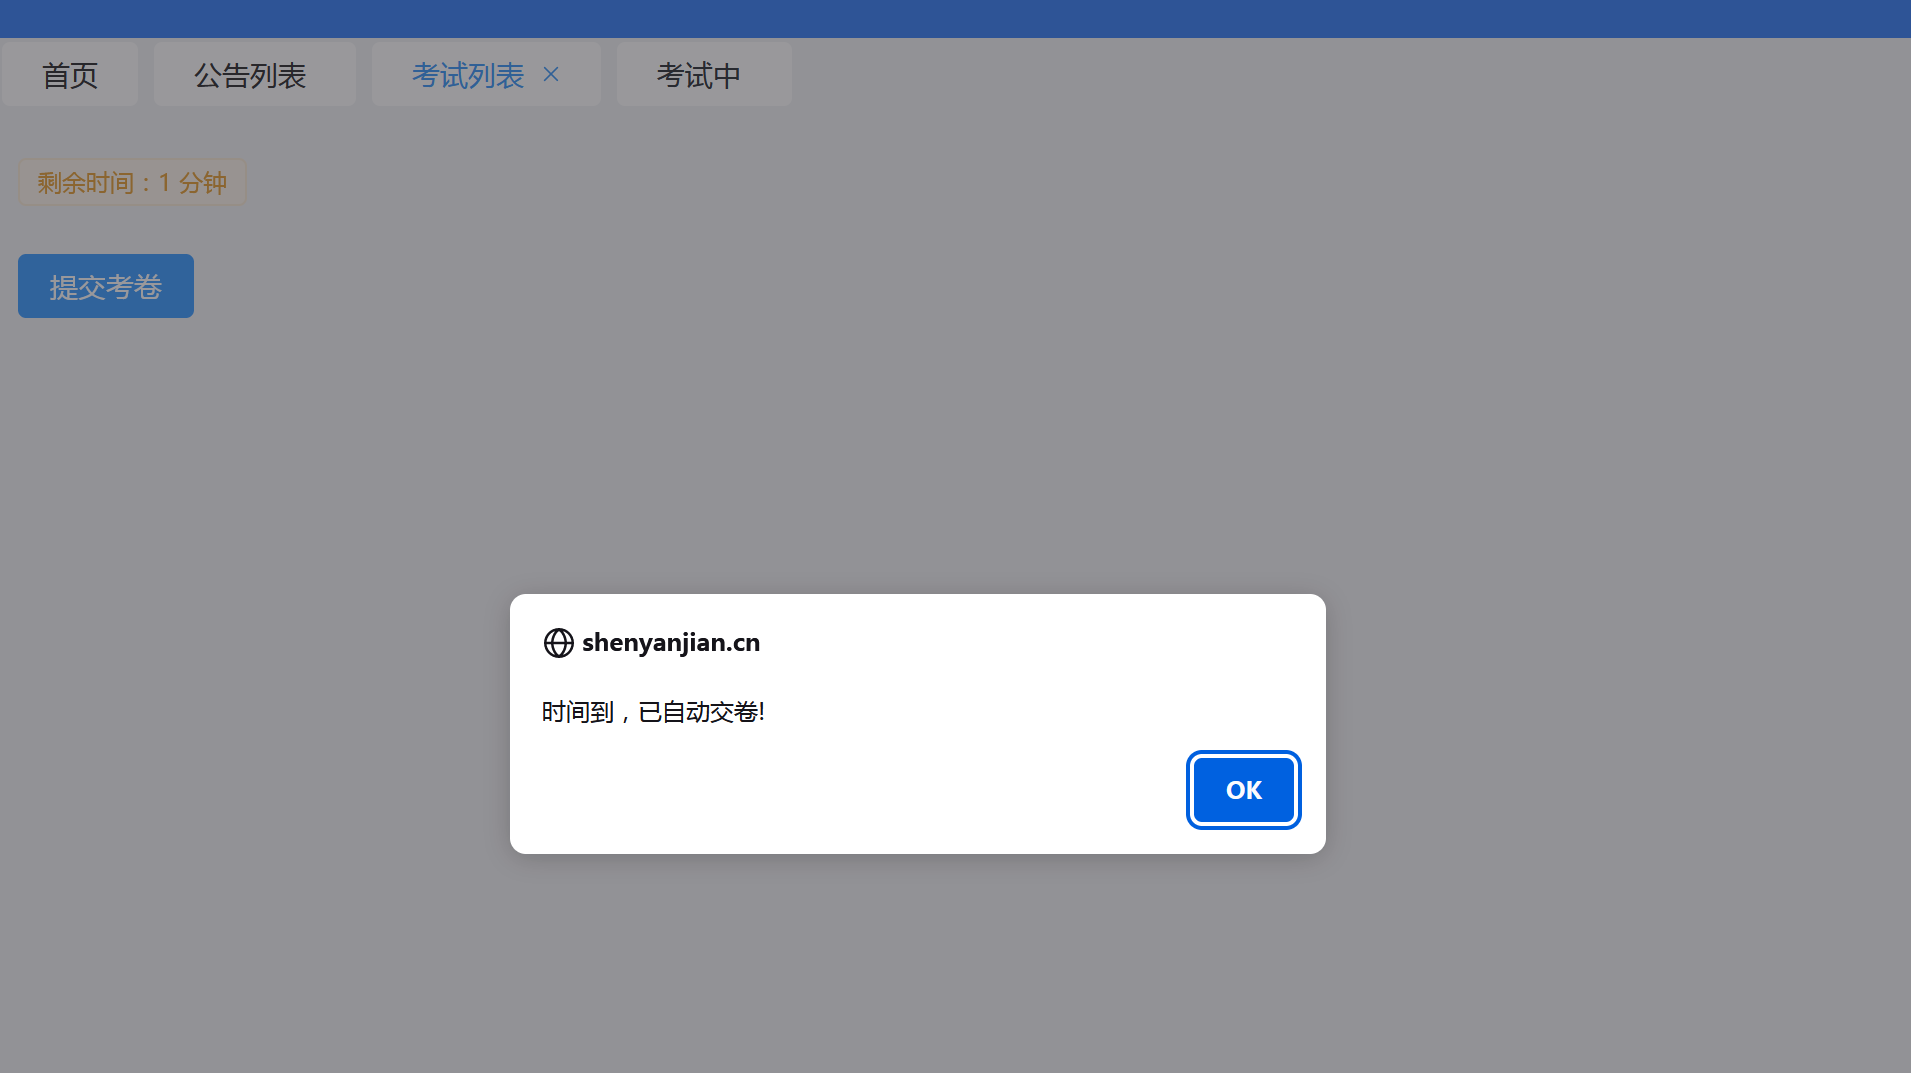 首页 公告列表 考试列表 考试中
剩余时间：1 分钟
提交考卷
shenyanjian.cn
时间到，已自动交卷!
OK